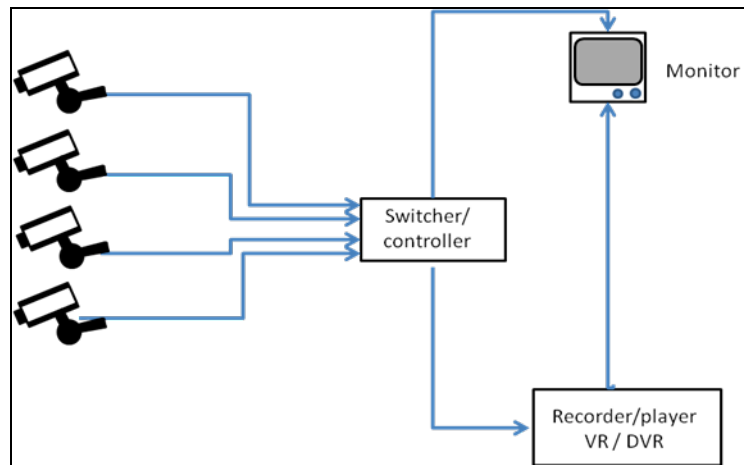 Monitor
Switcher/
controller
Recorder/player
VR / DVR